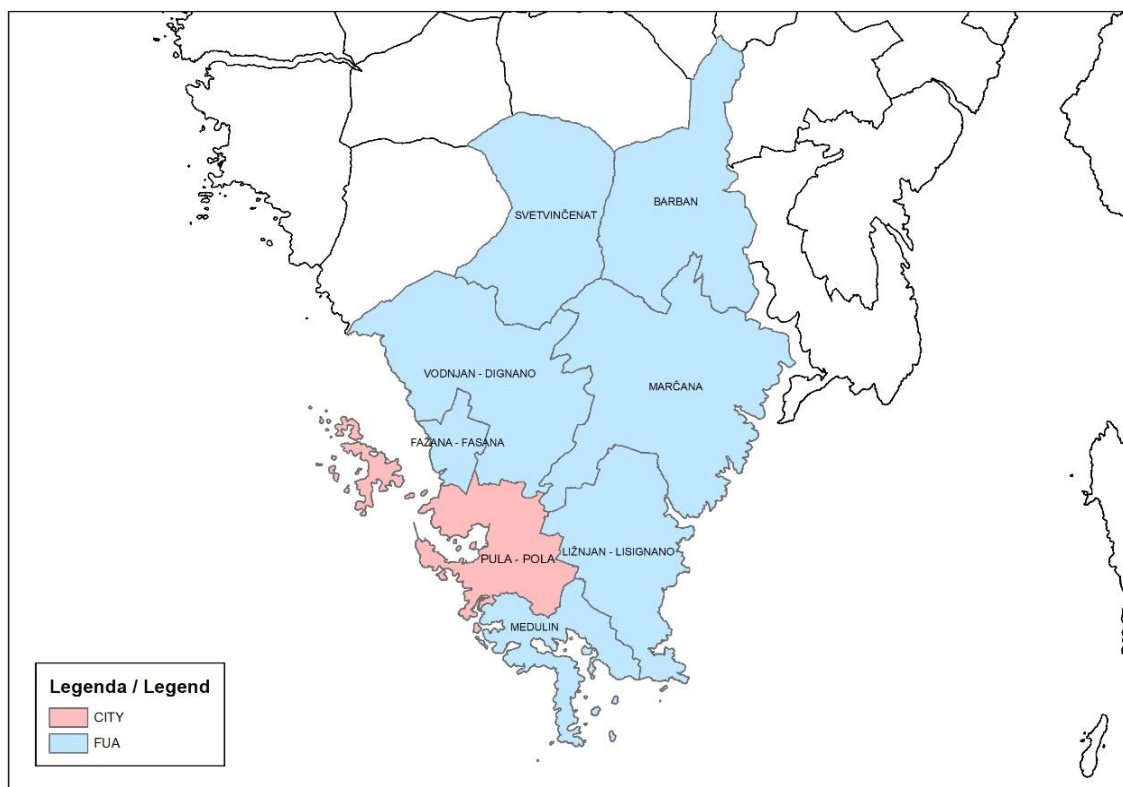 SVETVINČENAT
BARBAN
VODNJAN - DIGNANO
MARČANA
FAŽANA - FASANA
PULA - POLA
LIŽNJAN - LISIGNANO
MEDULIN
Legenda / Legend
CITY
FUA